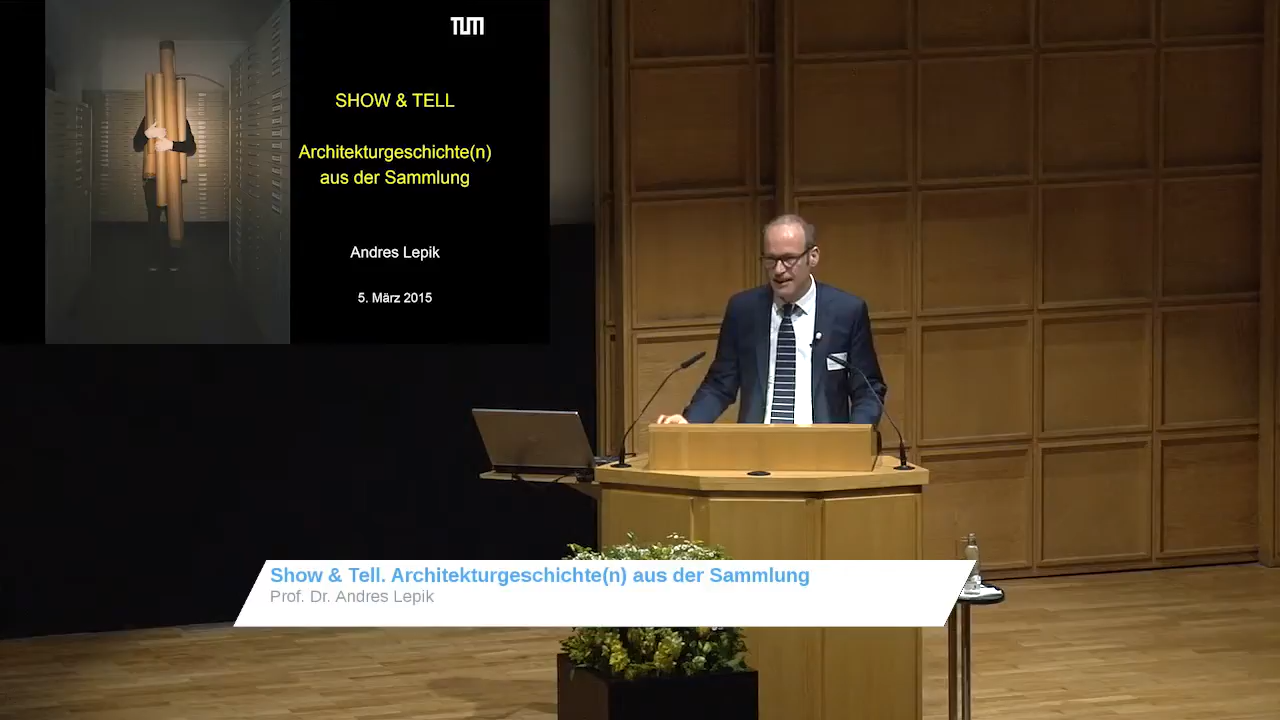 TUM
SHOW & TELL
Architekturgeschichte(n)
aus der Sammlung
Andres Lepik
5. März 2015
Show & Tell. Architekturgeschichte(n) aus der Sammlung
Prof. Dr. Andres Lepik